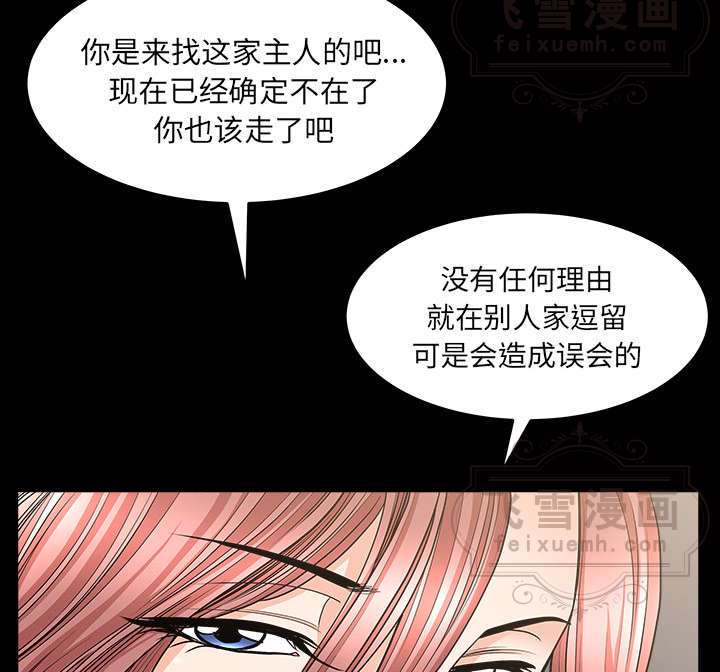 飞雪漫画
feixuemh.com
你是来找这家主人的吧...
现在已经确定不在了
你也该走了吧
没有任何理由
就在别人家逗留
可是会造成误会的
飞雪漫画
feixuemh.com